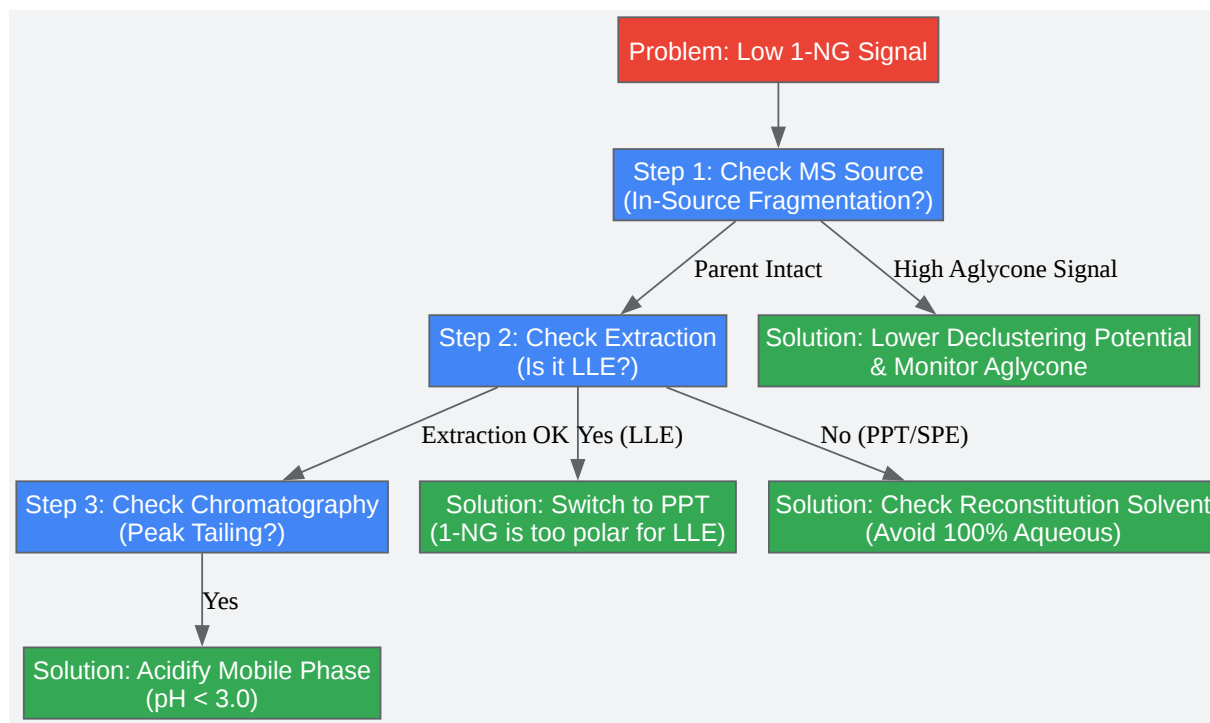 Problem: Low 1-NG Signal
Step 1: Check MS Source
(In-Source Fragmentation?)
Parent Intact
High Aglycone Signal
Step 2: Check Extraction
(Is it LLE?)
Solution: Lower Declustering Potential
& Monitor Aglycone
Extraction OK
Yes (LLE)
No (PPT/SPE)
Step 3: Check Chromatography
(Peak Tailing?)
Solution: Switch to PPT
(1-NG is too polar for LLE)
Solution: Check Reconstitution Solvent
(Avoid 100% Aqueous)
Yes
Solution: Acidify Mobile Phase
(pH < 3.0)